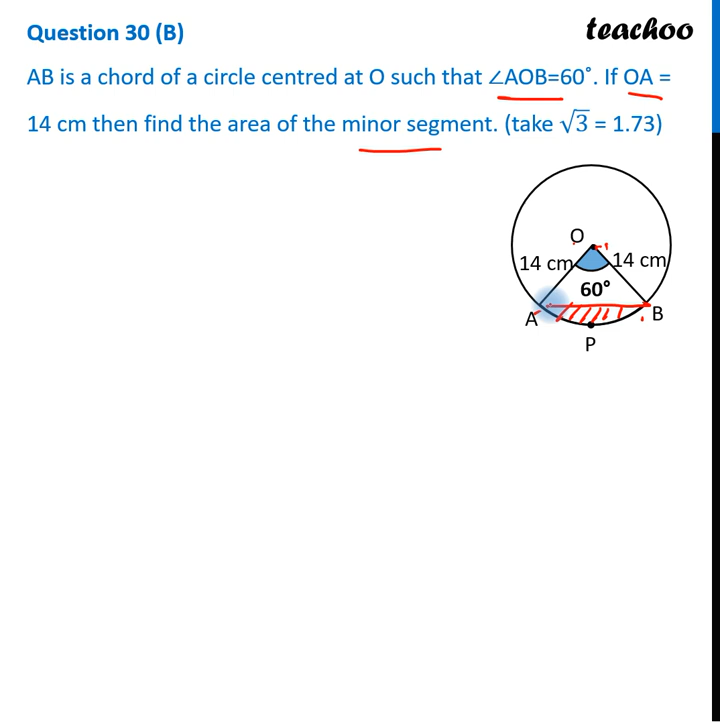 teachoo
Question 30 (B)
AB is a chord of a circle centred at O such that ∠AOB=60˚. If OA =
14 cm then find the area of the minor segment. (take √3 = 1.73)
O
14 cm 14 cm
60°
A B
P